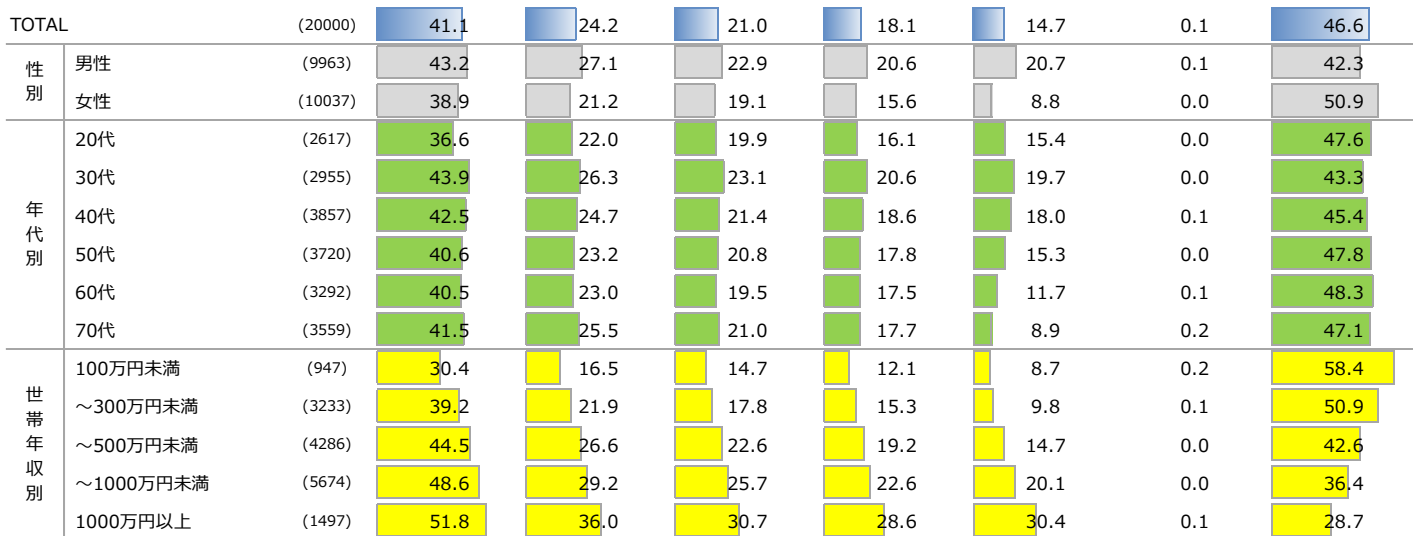 TOTAL (20000) 41.1 24.2 21.0 18.1 14.7 0.1 46.6
性別
男性 (9963) 43.2 27.1 22.9 20.6 20.7 0.1 42.3
女性 (10037) 38.9 21.2 19.1 15.6 8.8 0.0 50.9
年代別
20代 (2617) 36.6 22.0 19.9 16.1 15.4 0.0 47.6
30代 (2955) 43.9 26.3 23.1 20.6 19.7 0.0 43.3
40代 (3857) 42.5 24.7 21.4 18.6 18.0 0.1 45.4
50代 (3720) 40.6 23.2 20.8 17.8 15.3 0.0 47.8
60代 (3292) 40.5 23.0 19.5 17.5 11.7 0.1 48.3
70代 (3559) 41.5 25.5 21.0 17.7 8.9 0.2 47.1
世帯年収別
100万円未満 (947) 30.4 16.5 14.7 12.1 8.7 0.2 58.4
～300万円未満 (3233) 39.2 21.9 17.8 15.3 9.8 0.1 50.9
～500万円未満 (4286) 44.5 26.6 22.6 19.2 14.7 0.0 42.6
～1000万円未満 (5674) 48.6 29.2 25.7 22.6 20.1 0.0 36.4
1000万円以上 (1497) 51.8 36.0 30.7 28.6 30.4 0.1 28.7